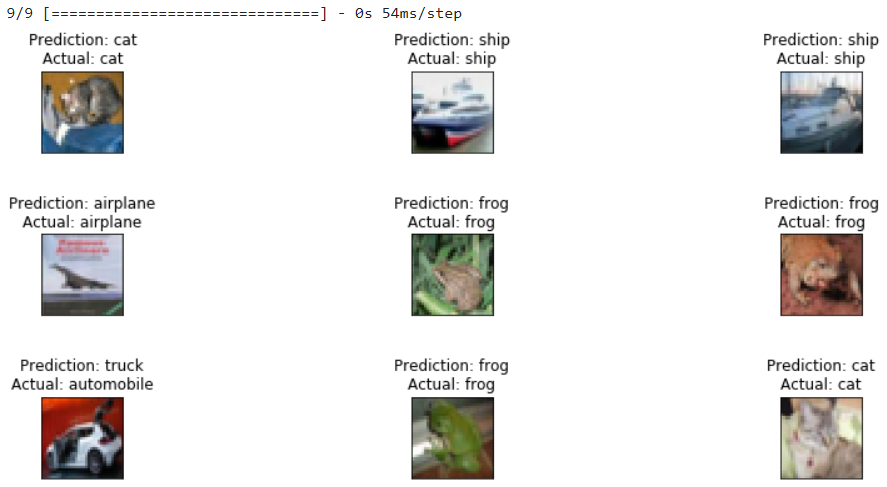 9/9 [==============================] - 0s 54ms/step
Prediction: cat
Actual: cat
Prediction: ship
Actual: ship
Prediction: ship
Actual: ship
Prediction: airplane
Actual: airplane
Prediction: frog
Actual: frog
Prediction: frog
Actual: frog
Prediction: truck
Actual: automobile
Prediction: frog
Actual: frog
Prediction: cat
Actual: cat